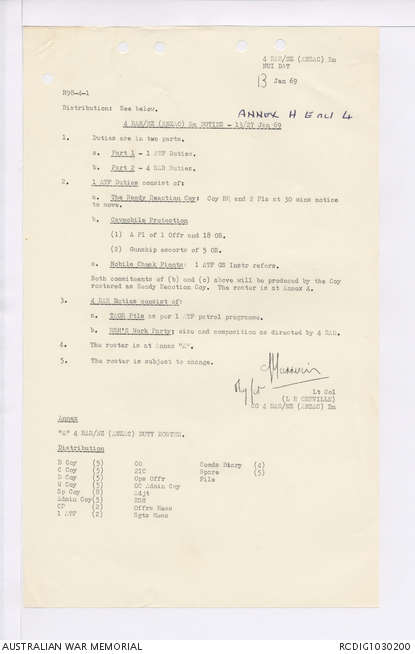 4 RAR/NZ (ANZAC) Bn
NUI DAT
13 Jan 69
R98-4-1
Distribution: See below.
ANNEX H Encl 4
4 RAR/NZ (ANZAC) Bn DUTIES - 13/27 Jan 69
1. Duties are in two parts.
a. Part 1 - 1 ATF Duties.
b. Part 2 - 4 RAR Duties.
2. 1 ATF Duties consist of:
a. The Ready Reaction Coy: Coy HQ and 2 Pls at 30 mins notice
to move.
b. Cavmobile Protection
(1) A Pl of 1 Offr and 18 OR.
(2) Gunship escorts of 5 OR.
c. Mobile Check Points: 1 ATF GS Instr refers.
Both commitments of (b) and (c) above will be produced by the Coy
rostered as Ready Reaction Coy. The roster is at Annex A.
3. 4 RAR Duties consist of:
a. TAOR Ptls as per 1 ATF patrol programme.
b. RSM'S Work Party: size and composition as directed by 4 RAR.
4. The roster is at Annex "A".
5. The roster is subject to change.
Maj for
Lt Col
CO 4 RAR/NZ (ANZAC) Bn
Annex
"A" 4 RAR/NZ (ANZAC) DUTY ROSTER.
Distribution
B Coy (5) CO Comds Diary (4)
C Coy (5) 2IC Spare (5)
D Coy (5) Ops Offr File
W Coy (5) OC Admin Coy
Sp Coy (8) Adjt
Admin Coy(5) RSM
CP (2) Offrs Mess
1 ATF (2) Sgts Mess
AUSTRALIAN WAR MEMORIAL
RCDIG1030200